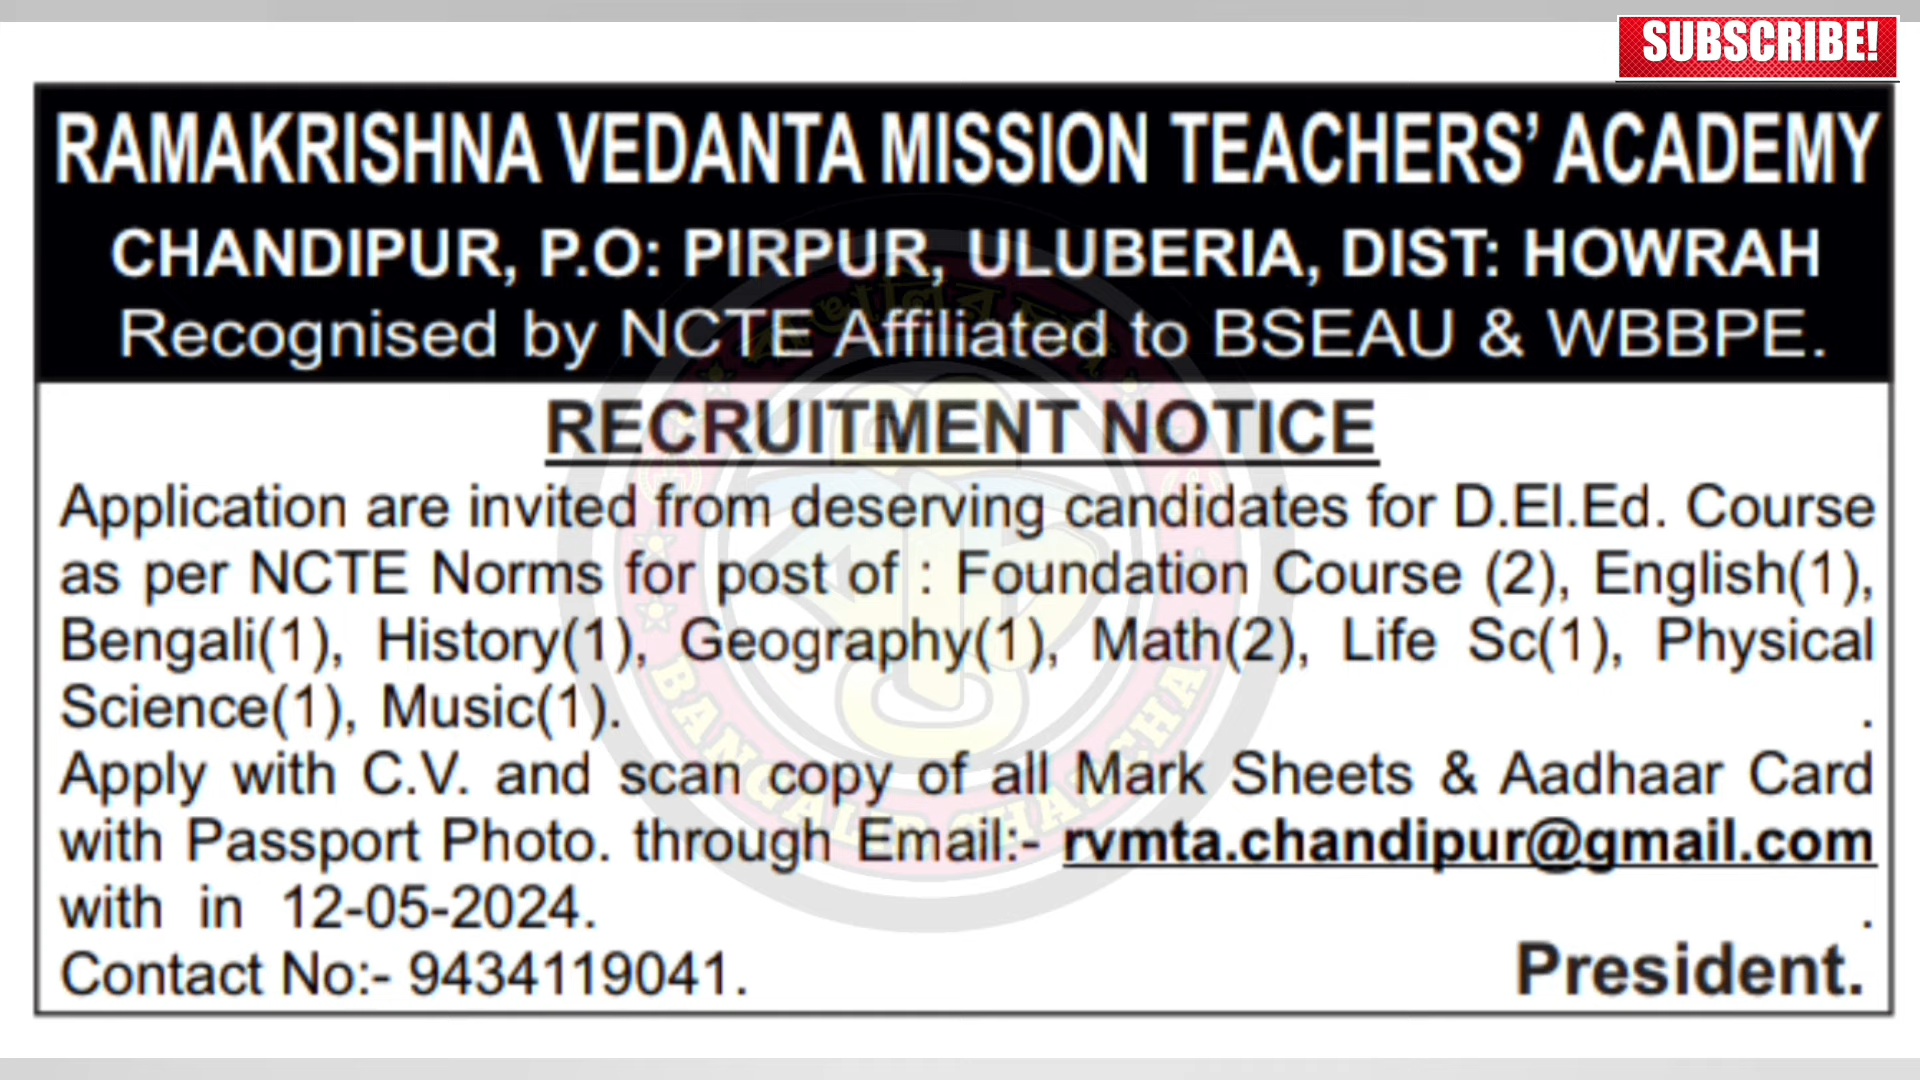 SUBSCRIBE!
RAMAKRISHNA VEDANTA MISSION TEACHERS’ ACADEMY
CHANDIPUR, P.O: PIRPUR, ULUBERIA, DIST: HOWRAH
Recognised by NCTE Affiliated to BSEAU & WBBPE.
RECRUITMENT NOTICE
Application are invited from deserving candidates for D.El.Ed. Course
as per NCTE Norms for post of : Foundation Course (2), English(1),
Bengali(1), History(1), Geography(1), Math(2), Life Sc(1), Physical
Science(1), Music(1). .
Apply with C.V. and scan copy of all Mark Sheets & Aadhaar Card
with Passport Photo. through Email:- rvmta.chandipur@gmail.com
with in 12-05-2024. .
Contact No:- 9434119041.
President.